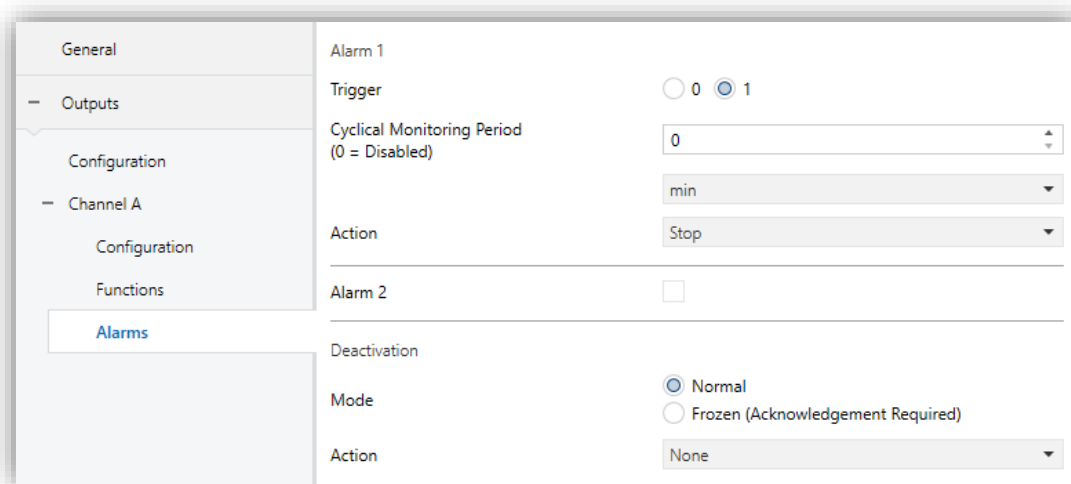 General
Outputs
Configuration
Channel A
Configuration
Functions
Alarms
Alarm 1
Trigger 0 1
Cyclical Monitoring Period
(0 = Disabled) 0
min
Action Stop
Alarm 2
Deactivation
Mode Normal
Frozen (Acknowledgement Required)
Action None